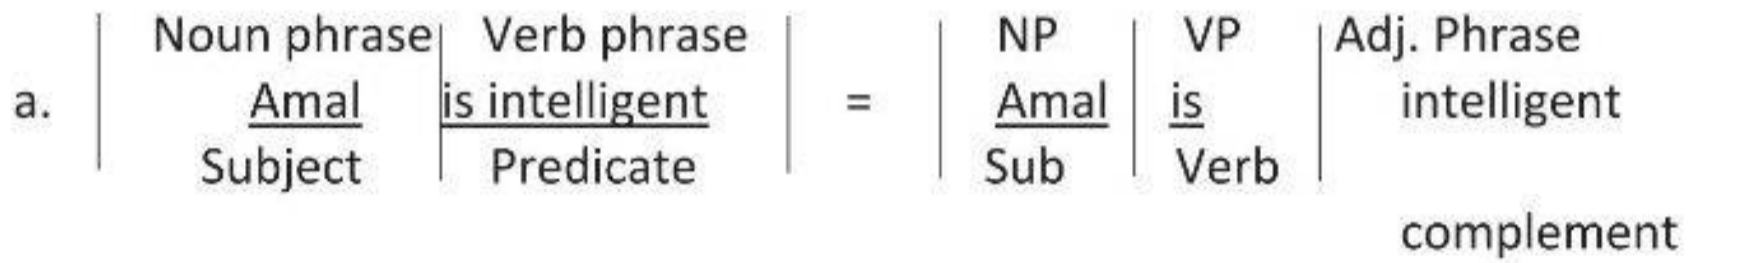 Noun phrase Verb phrase NP VP Adj. Phrase
a. Amal is intelligent = Amal is intelligent
Subject Predicate Sub Verb
complement